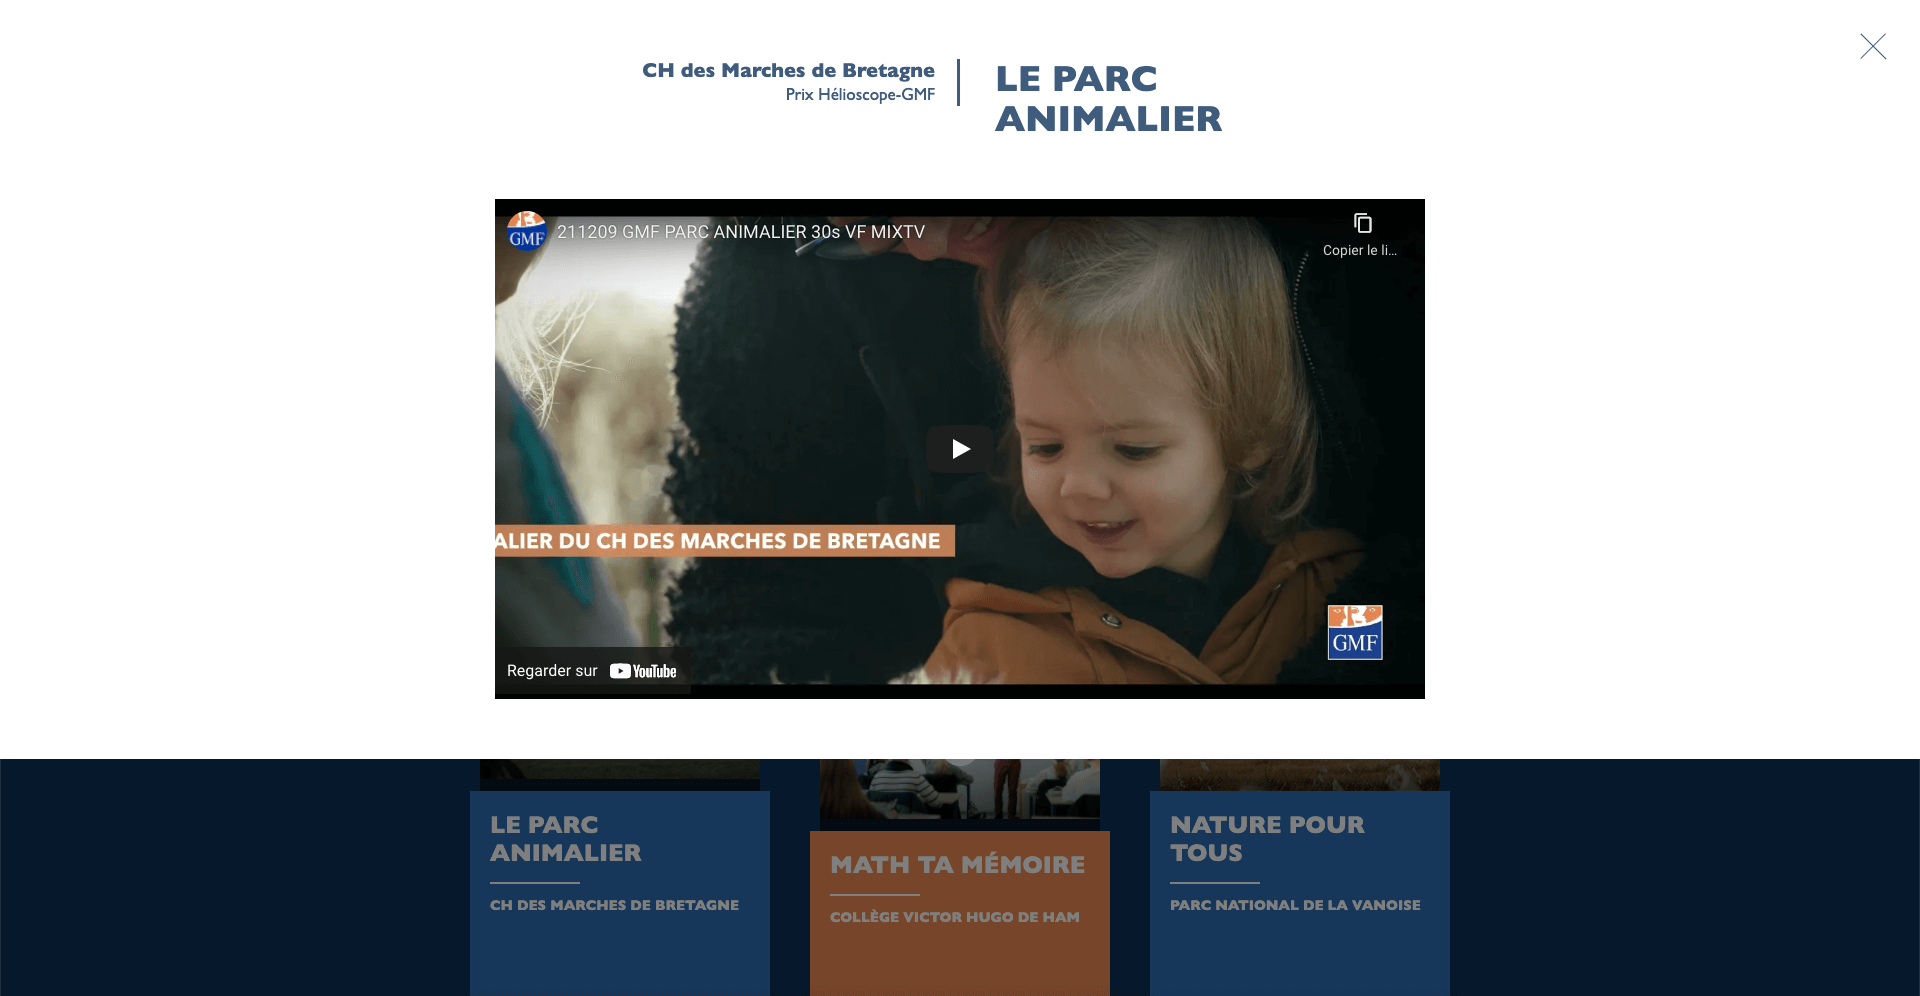 CH des Marches de Bretagne
Prix Hélioscope-GMF
LE PARC
ANIMALIER
GMF
211209 GMF PARC ANIMALIER 30s VF MIXTV
Copier le li...
ALIER DU CH DES MARCHES DE BRETAGNE
GMF
Regarder sur YouTube
LE PARC
ANIMALIER
CH DES MARCHES DE BRETAGNE
MATH TA MÉMOIRE
COLLÈGE VICTOR HUGO DE HAM
NATURE POUR
TOUS
PARC NATIONAL DE LA VANOISE